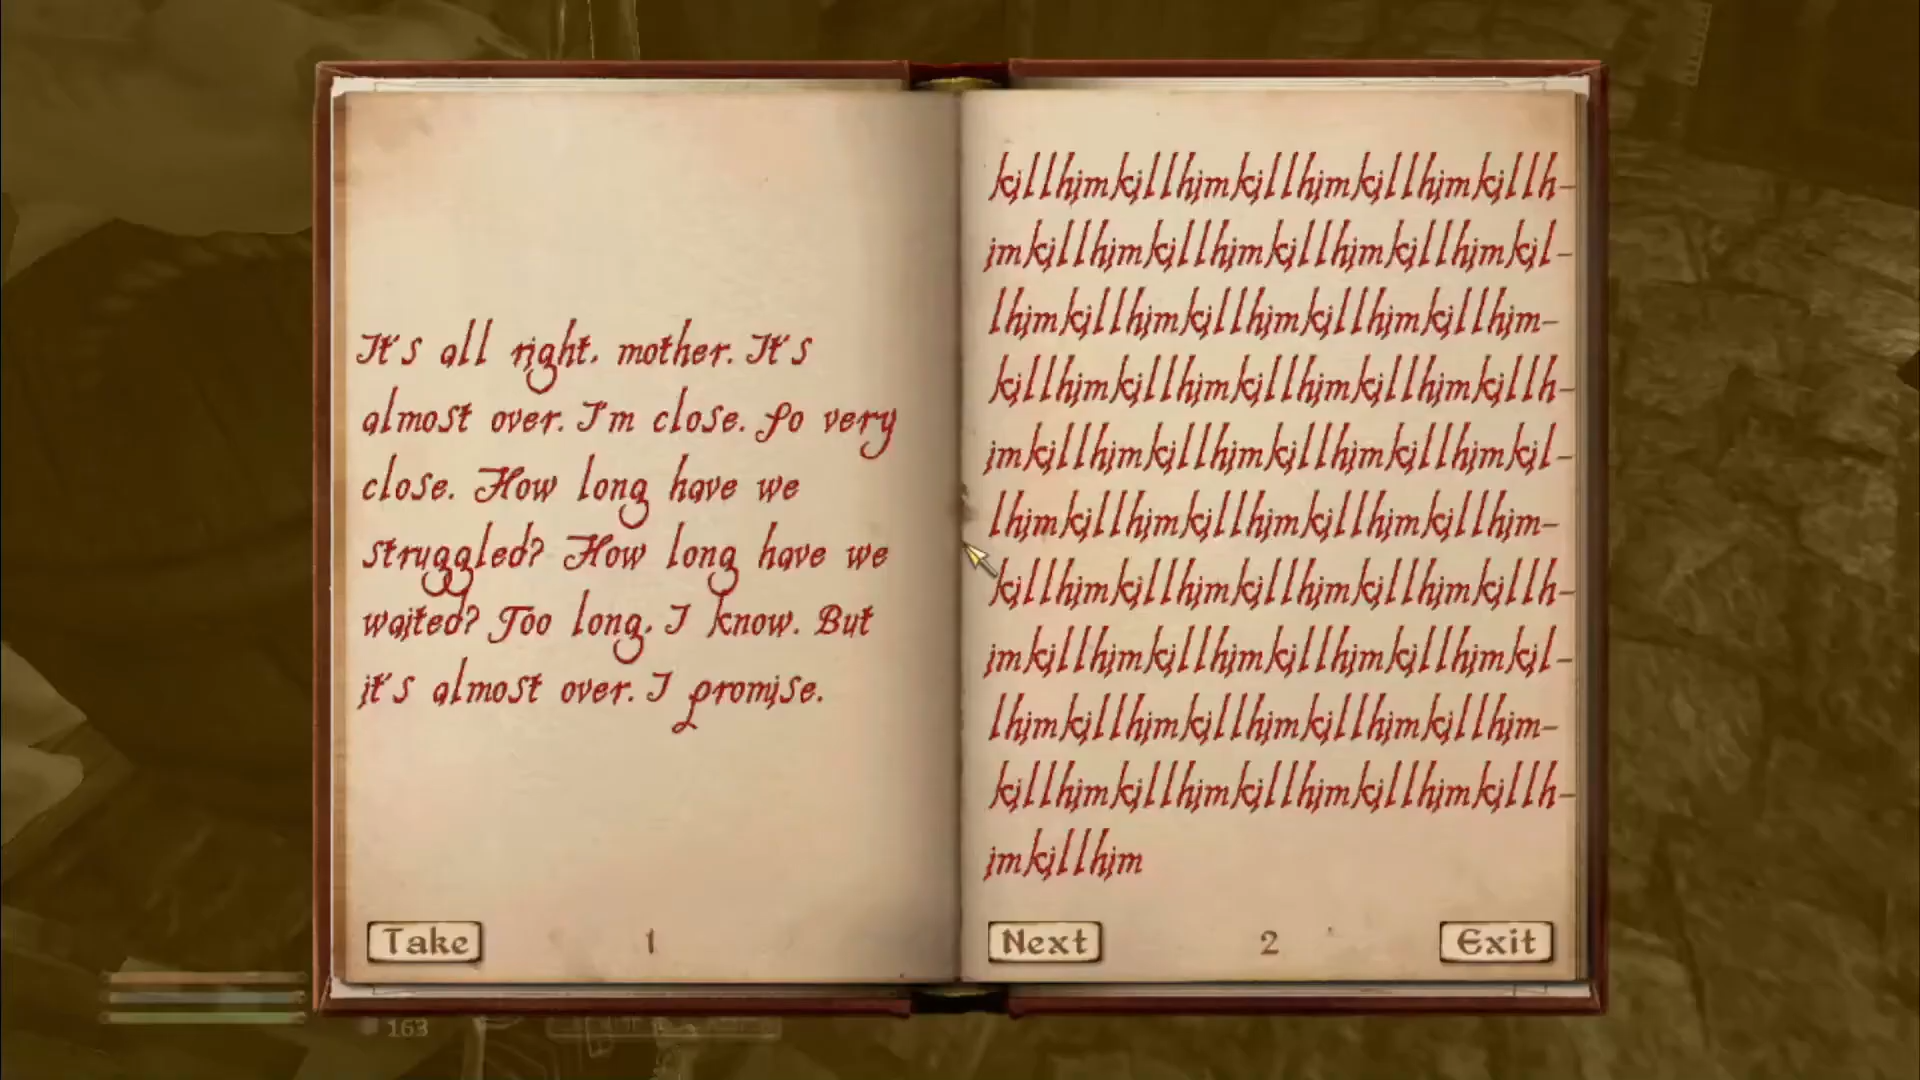 It's all right, mother. It's
almost over. I'm close. So very
close. How long have we
struggled? How long have we
waited? Too long, I know. But
it's almost over. I promise.
killhimkillhimkillhimkillhimkillh-
imkillhimkillhimkillhimkillhimkil-
lhimkillhimkillhimkillhimkillhim-
killhimkillhimkillhimkillhimkillh-
imkillhimkillhimkillhimkillhimkil-
lhimkillhimkillhimkillhimkillhim-
killhimkillhimkillhimkillhimkillh-
imkillhimkillhimkillhimkillhimkil-
lhimkillhimkillhimkillhimkillhim-
killhimkillhimkillhimkillhimkillh-
imkillhim
Take 1 Next 2 Exit
163